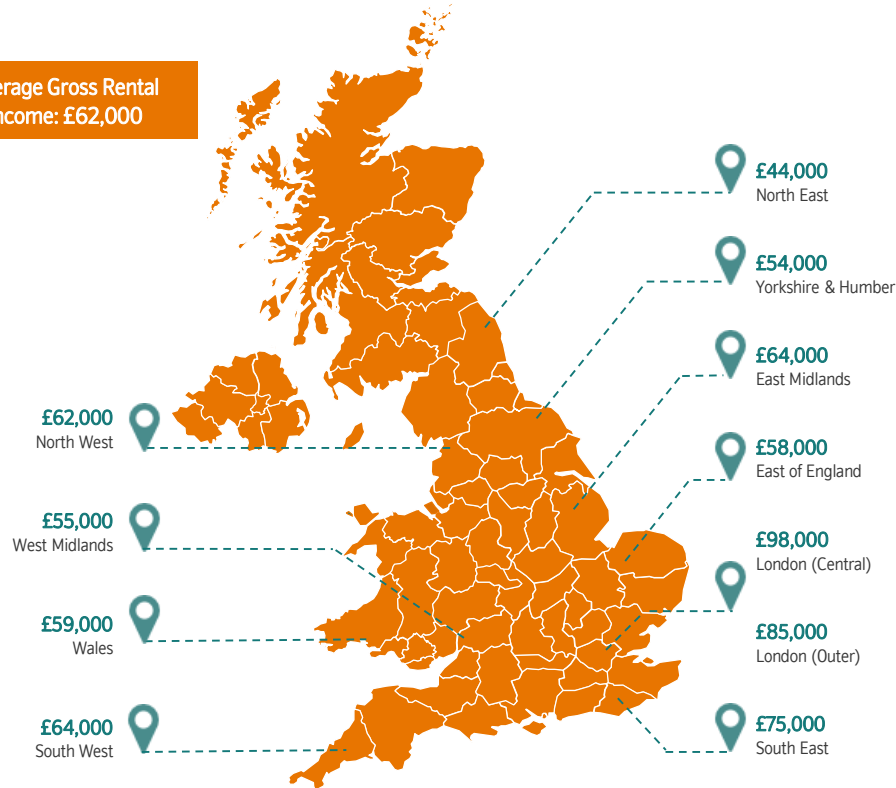 Gross Rental
£62,000
£44,000
North East
£54,000
Yorkshire & Humber
£64,000
East Midlands
£62,000
North West
£58,000
East of England
£55,000
West Midlands
£98,000
London (Central)
£59,000
Wales
£85,000
London (Outer)
£64,000
South West
£75,000
South East